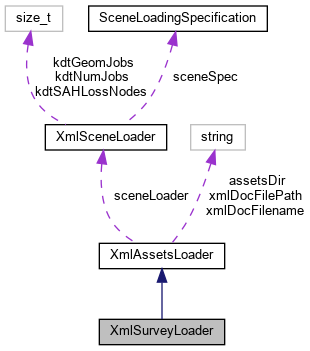 size_t
SceneLoadingSpecification
kdtGeomJobs
kdtNumJobs
kdtSAHLossNodes
sceneSpec
XmlSceneLoader
string
sceneLoader
assetsDir
xmlDocFilePath
xmlDocFilename
XmlAssetsLoader
XmlSurveyLoader